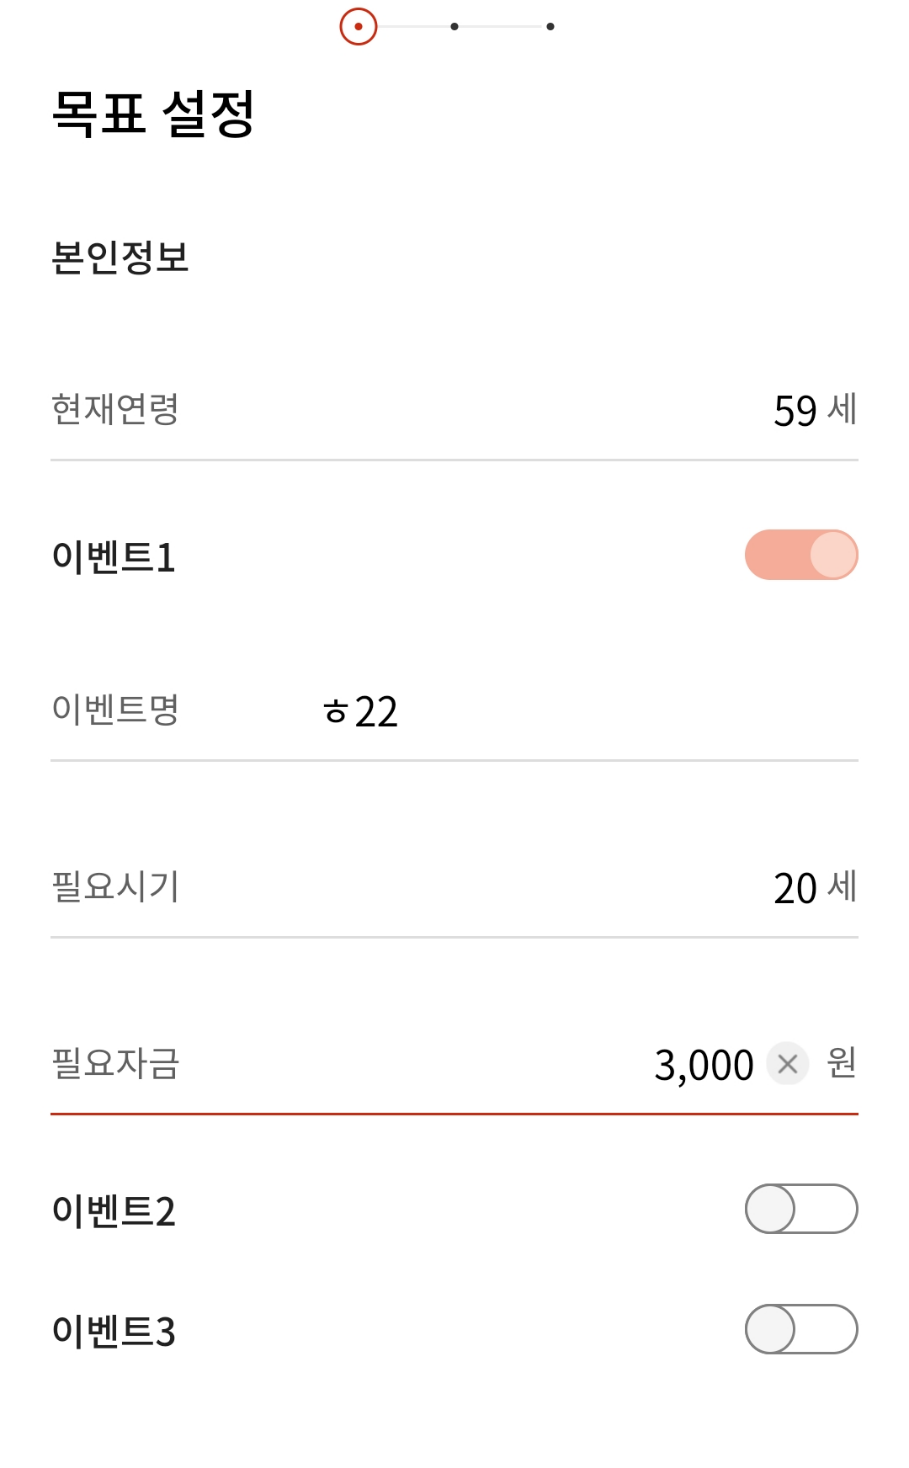 목표 설정
본인정보
현재연령 59 세
이벤트1
이벤트명 ㅎ22
필요시기 20 세
필요자금 3,000 원
이벤트2
이벤트3